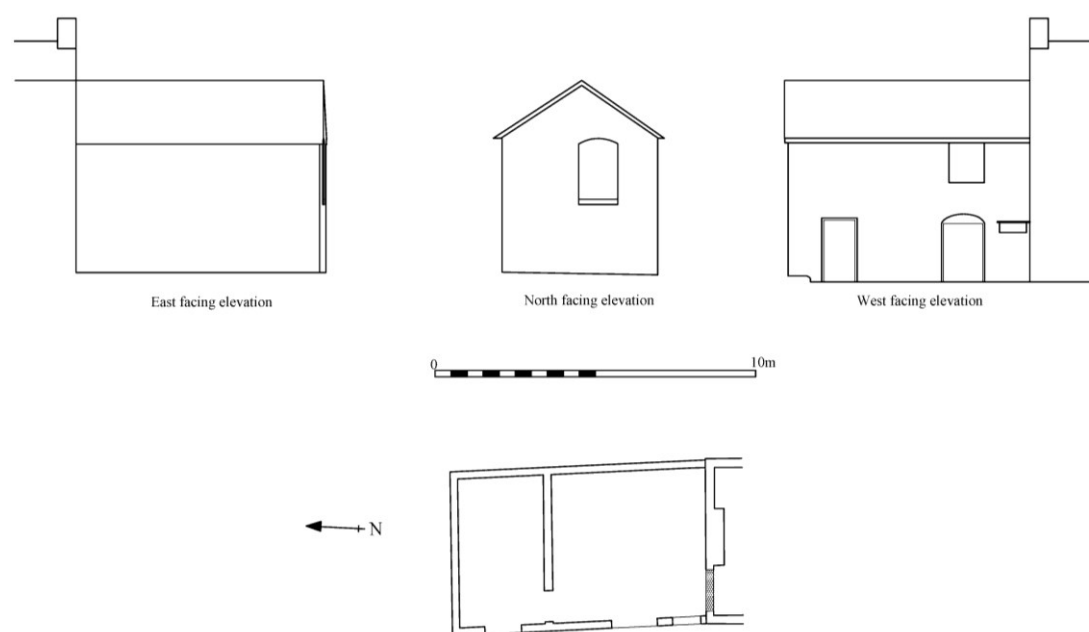 East facing elevation
North facing elevation
West facing elevation
0
10m
N